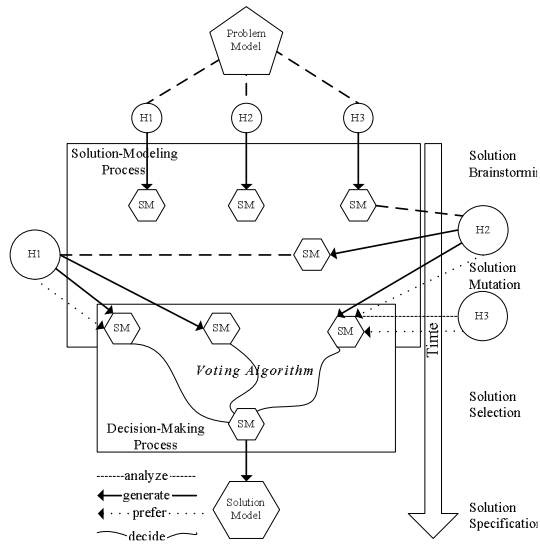 Problem
Model
H1
H2
H3
Solution-Modeling
Process
Solution
Brainstormin
SM
SM
SM
H2
H1
SM
Solution
Mutation
H3
SM
SM
SM
Time
Voting Algorithm
Solution
Selection
SM
Decision-Making
Process
analyze
generate
prefer
decide
Solution
Model
Solution
Specification